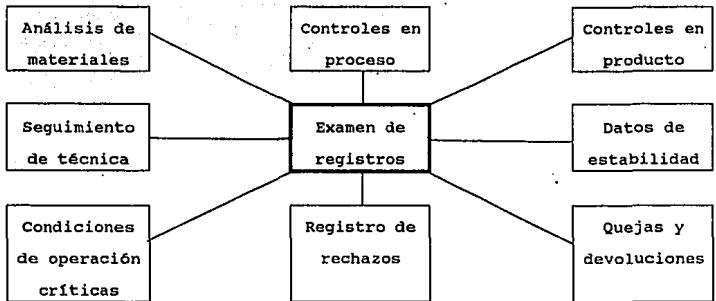 Análisis de
materiales
Controles en
proceso
Controles en
producto
Seguimiento
de técnica
Examen de
registros
Datos de
estabilidad
Condiciones
de operación
críticas
Registro de
rechazos
Quejas y
devoluciones